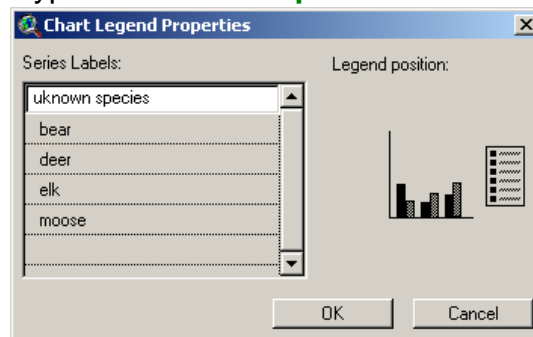 Chart Legend Properties
Series Labels:
Legend position:
uknown species
bear
deer
elk
moose
OK
Cancel